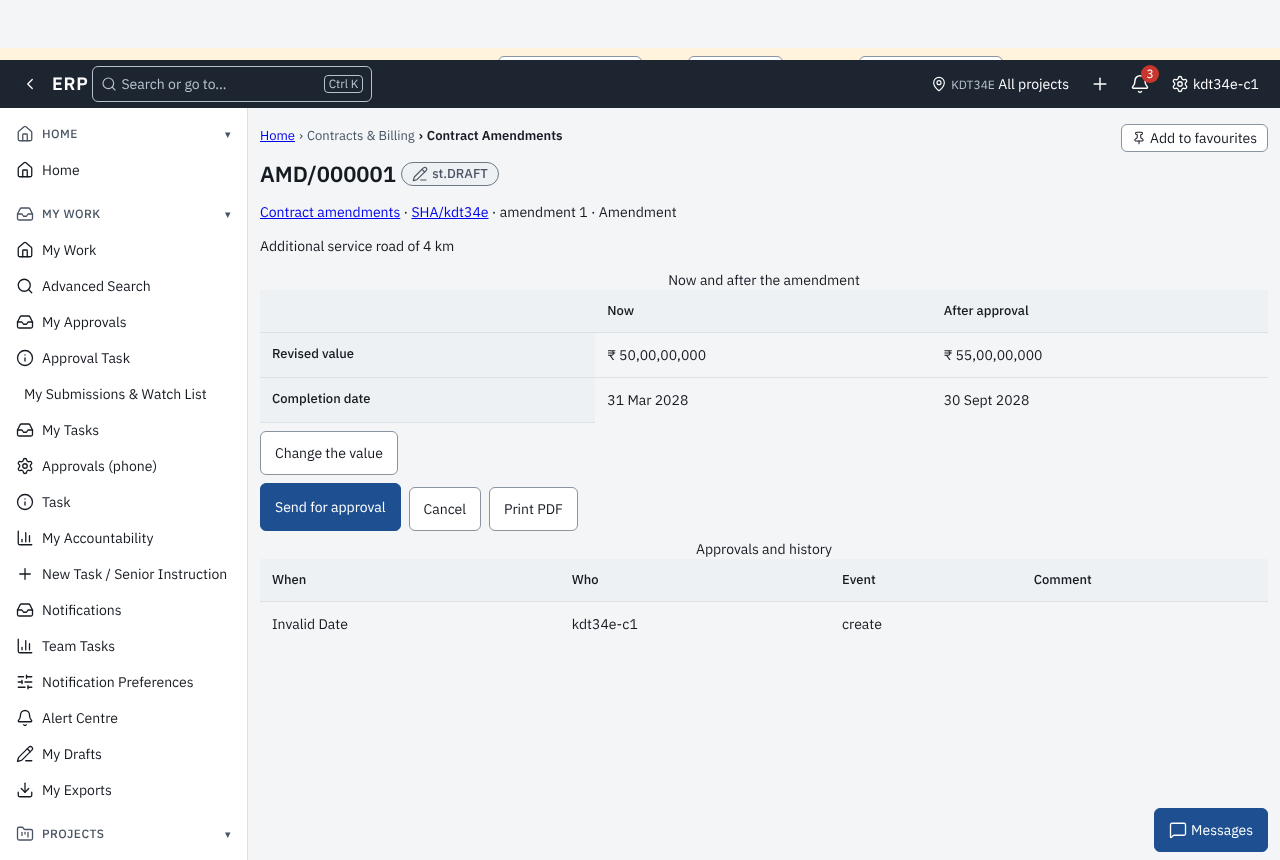 ERP
Search or go to...
Ctrl K
KDT34E All projects
3
kdt34e-c1
HOME
Home
MY WORK
My Work
Advanced Search
My Approvals
Approval Task
My Submissions & Watch List
My Tasks
Approvals (phone)
Task
My Accountability
New Task / Senior Instruction
Notifications
Team Tasks
Notification Preferences
Alert Centre
My Drafts
My Exports
PROJECTS
Home › Contracts & Billing › Contract Amendments
Add to favourites
AMD/000001 st.DRAFT
Contract amendments · SHA/kdt34e · amendment 1 · Amendment
Additional service road of 4 km
Now and after the amendment
Now After approval
Revised value ₹ 50,00,00,000 ₹ 55,00,00,000
Completion date 31 Mar 2028 30 Sept 2028
Change the value
Send for approval Cancel Print PDF
Approvals and history
When Who Event Comment
Invalid Date kdt34e-c1 create
Messages